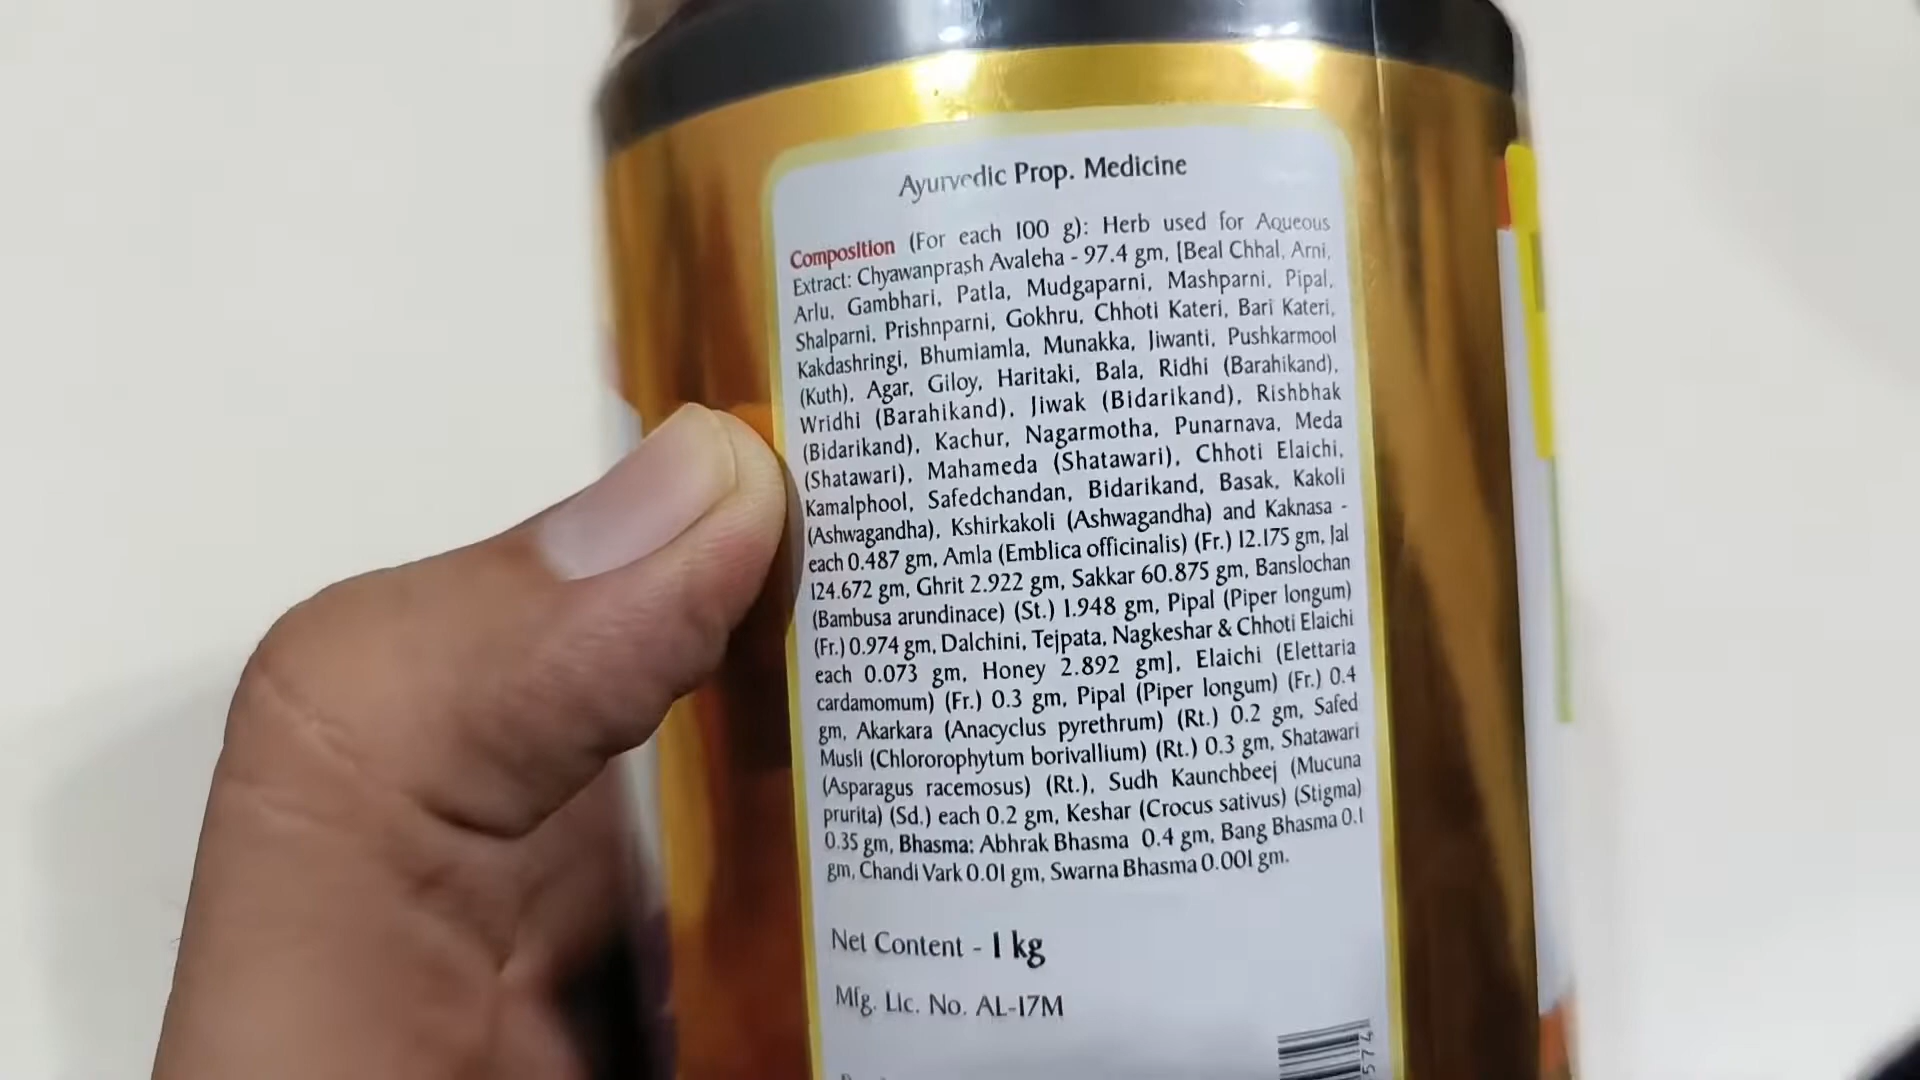 Ayurvedic Prop. Medicine
Composition (For each 100 g): Herb used for Aqueous
Extract: Chyawanprash Avaleha - 97.4 gm, [Beal Chhal, Arni,
Arlu, Gambhari, Patla, Mudgaparni, Mashparni, Pipal,
Shalparni, Prishnparni, Gokhru, Chhoti Kateri, Bari Kateri,
Kakdashringi, Bhumiamla, Munakka, Jiwanti, Pushkarmool
(Kuth), Agar, Giloy, Haritaki, Bala, Ridhi (Barahikand),
Wridhi (Barahikand), Jiwak (Bidarikand), Rishbhak
(Bidarikand), Kachur, Nagarmotha, Punarnava, Meda
(Shatawari), Mahameda (Shatawari), Chhoti Elaichi,
Kamalphool, Safedchandan, Bidarikand, Basak, Kakoli
(Ashwagandha), Kshirkakoli (Ashwagandha) and Kaknasa -
each 0.487 gm, Amla (Emblica officinalis) (Fr.) 12.175 gm, Jal
124.672 gm, Ghrit 2.922 gm, Sakkar 60.875 gm, Banslochan
(Bambusa arundinace) (St.) 1.948 gm, Pipal (Piper longum)
(Fr.) 0.974 gm, Dalchini, Tejpata, Nagkeshar & Chhoti Elaichi
each 0.073 gm, Honey 2.892 gm], Elaichi (Elettaria
cardamomum) (Fr.) 0.3 gm, Pipal (Piper longum) (Fr.) 0.4
gm, Akarkara (Anacyclus pyrethrum) (Rt.) 0.2 gm, Safed
Musli (Chlororophytum borivallium) (Rt.) 0.3 gm, Shatawari
(Asparagus racemosus) (Rt.), Sudh Kaunchbeej (Mucuna
prurita) (Sd.) each 0.2 gm, Keshar (Crocus sativus) (Stigma)
0.35 gm, Bhasma: Abhrak Bhasma 0.4 gm, Bang Bhasma 0.1
gm, Chandi Vark 0.01 gm, Swarna Bhasma 0.001 gm.
Net Content - 1 kg
Mfg. Lic. No. AL-17M
574